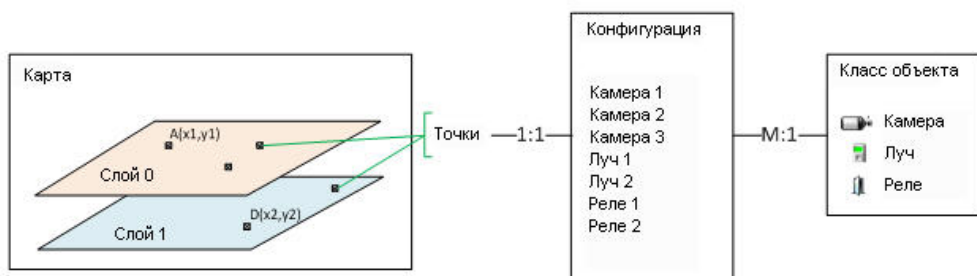 Карта
A(x1,y1)
Слой 0
D(x2,y2)
Слой 1
Точки
1:1
Конфигурация
Камера 1
Камера 2
Камера 3
Луч 1
Луч 2
Реле 1
Реле 2
М:1
Класс объекта
Камера
Луч
Реле